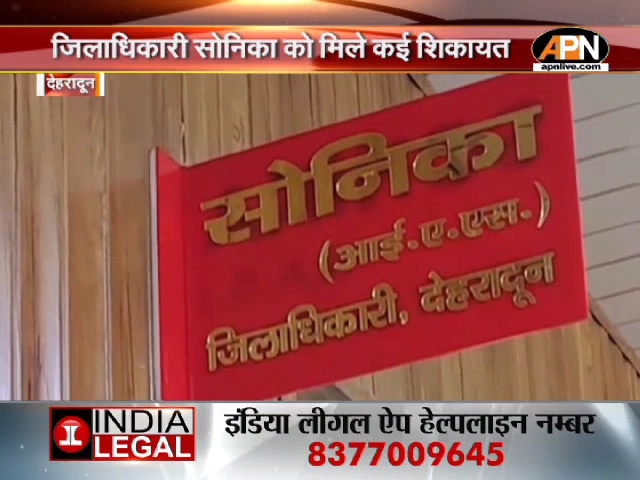 जिलाधिकारी सोनिका को मिले कई शिकायत
APN
apnlive.com
देहरादून
सोनिका
(आई.ए.एस.)
जिलाधिकारी, देहरादून
INDIA
LEGAL
इंडिया लीगल ऐप हेल्पलाइन नम्बर
8377009645